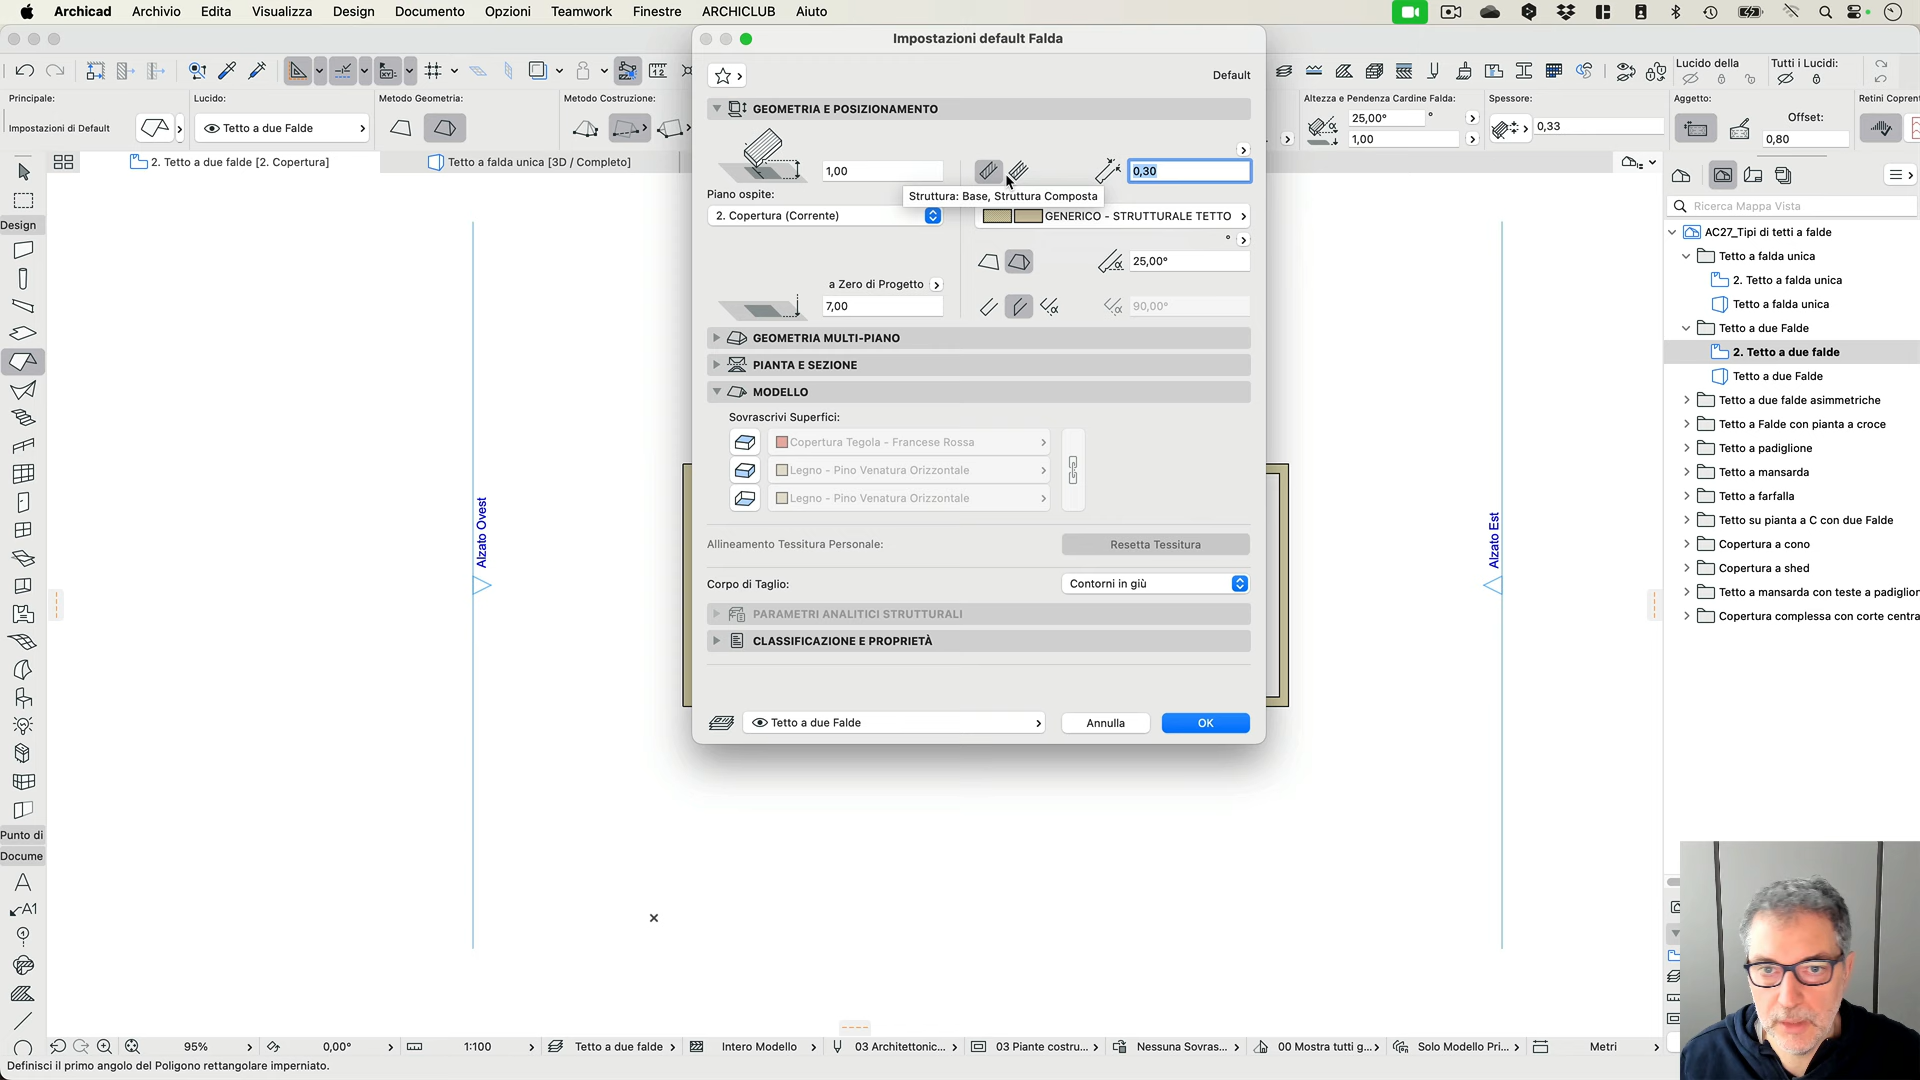 Archicad Archivio Edita Visualizza Design Documento Opzioni Teamwork Finestre ARCHICLUB Aiuto
Impostazioni default Falda
Default
Principale:
Impostazioni di Default
Lucido:
Tetto a due Falde
Metodo Geometria:
Metodo Costruzione:
Altezza e Pendenza Cardine Falda:
25,00° °
1,00
Spessore:
0,33
Lucido della
Tutti i Lucidi:
Aggetto:
Offset:
0,80
Retini Coprent
2. Tetto a due falde [2. Copertura]
Tetto a falda unica [3D / Completo]
GEOMETRIA E POSIZIONAMENTO
1,00
0,30
Piano ospite:
Struttura: Base, Struttura Composta
2. Copertura (Corrente)
GENERICO - STRUTTURALE TETTO
°
25,00°
a Zero di Progetto
7,00
90,00°
GEOMETRIA MULTI-PIANO
PIANTA E SEZIONE
MODELLO
Sovrascrivi Superfici:
Copertura Tegola - Francese Rossa
Legno - Pino Venatura Orizzontale
Legno - Pino Venatura Orizzontale
Allineamento Tessitura Personale:
Resetta Tessitura
Corpo di Taglio:
Contorni in giù
PARAMETRI ANALITICI STRUTTURALI
CLASSIFICAZIONE E PROPRIETÀ
Tetto a due Falde
Annulla
OK
Design
Punto di
Docume
A
A1
Alzato Ovest
Alzato Est
Ricerca Mappa Vista
AC27_Tipi di tetti a falde
Tetto a falda unica
2. Tetto a falda unica
Tetto a falda unica
Tetto a due Falde
2. Tetto a due falde
Tetto a due Falde
Tetto a due falde asimmetriche
Tetto a Falde con pianta a croce
Tetto a padiglione
Tetto a mansarda
Tetto a farfalla
Tetto su pianta a C con due Falde
Copertura a cono
Copertura a shed
Tetto a mansarda con teste a padiglion
Copertura complessa con corte centra
95%
0,00°
1:100
Tetto a due falde
Intero Modello
03 Architettonic...
03 Piante costru...
Nessuna Sovras...
00 Mostra tutti g...
Solo Modello Pri...
Metri
Definisci il primo angolo del Poligono rettangolare imperniato.